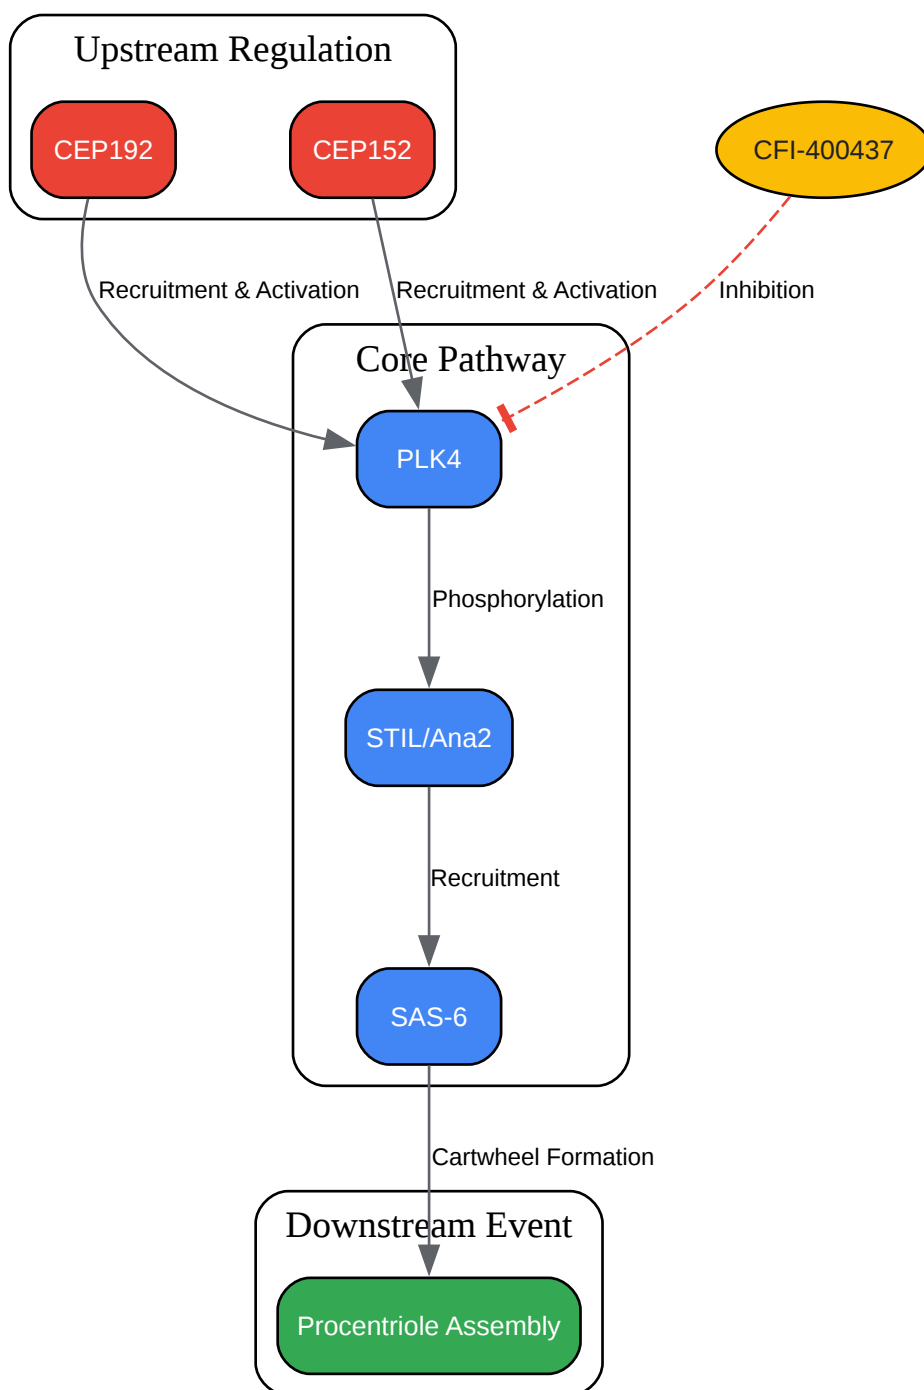 Upstream Regulation
CEP192
CEP152
CFI-400437
Recruitment & Activation
Recruitment & Activation
Inhibition
Core Pathway
PLK4
Phosphorylation
STIL/Ana2
Recruitment
SAS-6
Cartwheel Formation
Downstream Event
Procentriole Assembly